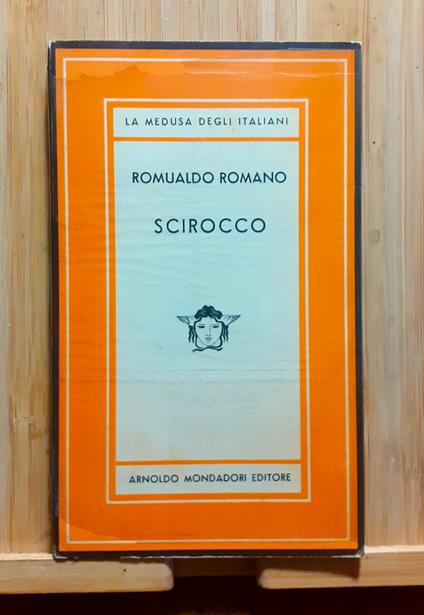 LA MEDUSA DEGLI ITALIANI
ROMUALDO ROMANO
SCIROCCO
ARNOLDO MONDADORI EDITORE